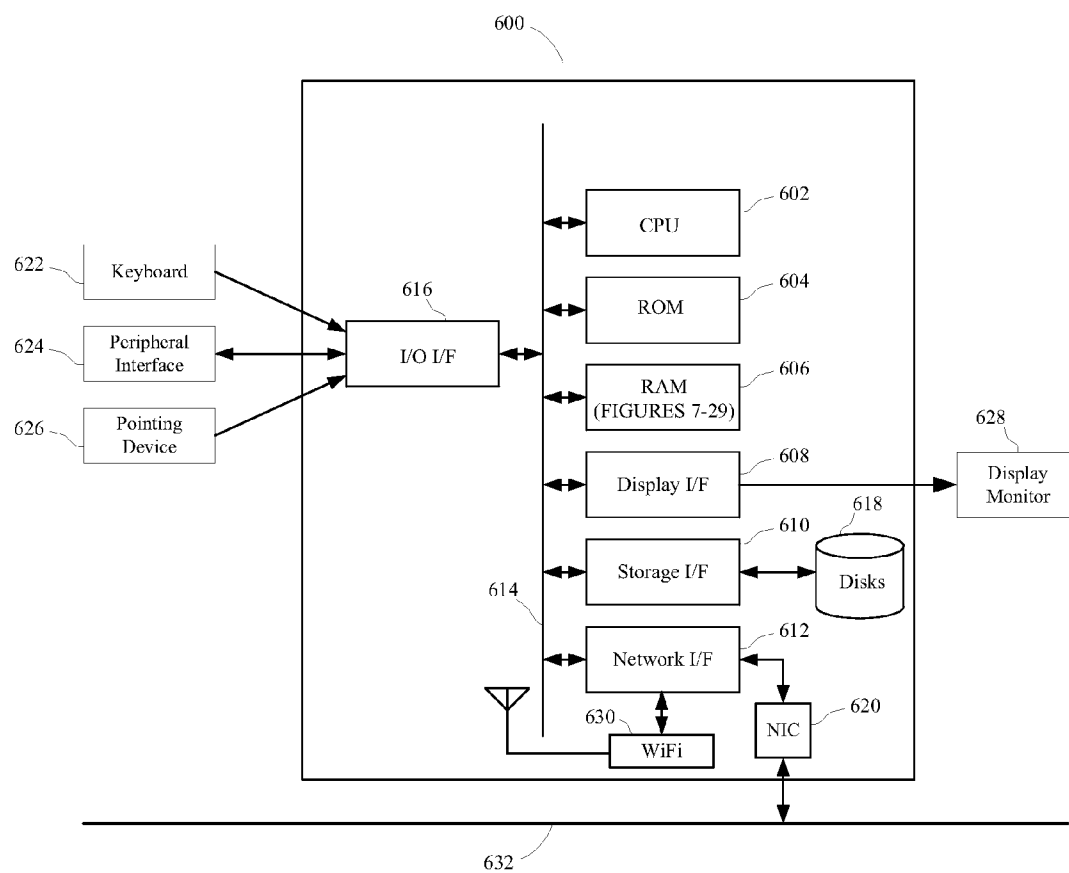 600
602
CPU
622
Keyboard
604
616
ROM
624
Peripheral
Interface
I/O I/F
606
RAM
(FIGURES 7-29)
626
Pointing
Device
628
608
Display I/F
Display
Monitor
618
610
Storage I/F
Disks
614
612
Network I/F
620
NIC
630
WiFi
632